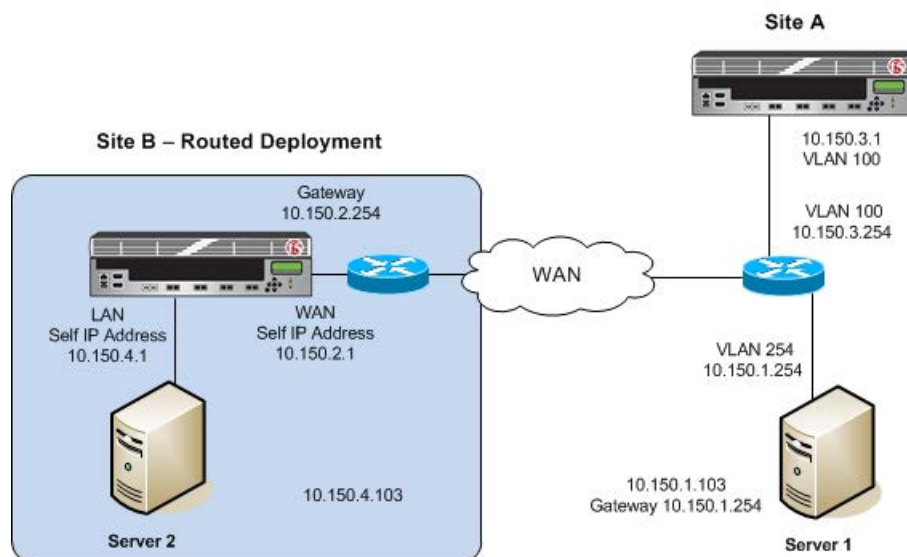 Site A
10.150.3.1
VLAN 100
Site B – Routed Deployment
Gateway
10.150.2.254
VLAN 100
10.150.3.254
WAN
LAN
Self IP Address
10.150.4.1
WAN
Self IP Address
10.150.2.1
VLAN 254
10.150.1.254
10.150.4.103
10.150.1.103
Gateway 10.150.1.254
Server 2
Server 1